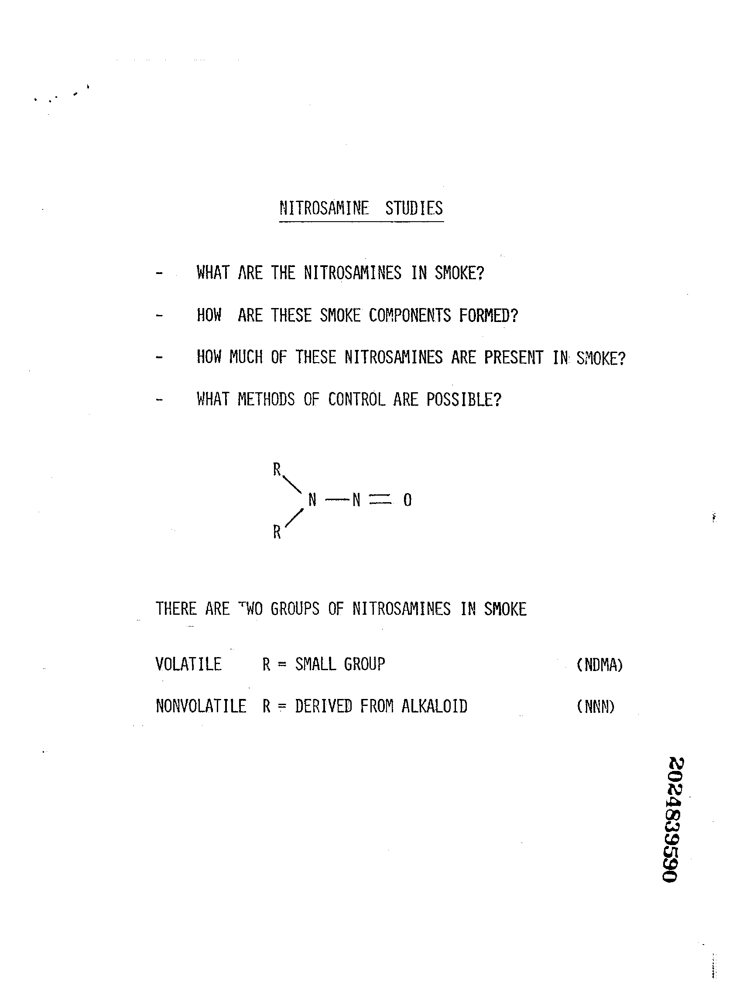 NITROSAMINE STUDIES
- WHAT ARE THE NITROSAMINES IN SMOKE?
- HOW ARE THESE SMOKE COMPONENTS FORMED?
- HOW MUCH OF THESE NITROSAMINES ARE PRESENT IN SMOKE?
- WHAT METHODS OF CONTROL ARE POSSIBLE?
R
N — N = O
R
THERE ARE TWO GROUPS OF NITROSAMINES IN SMOKE
VOLATILE R = SMALL GROUP (NDMA)
NONVOLATILE R = DERIVED FROM ALKALOID (NNN)
2024839590